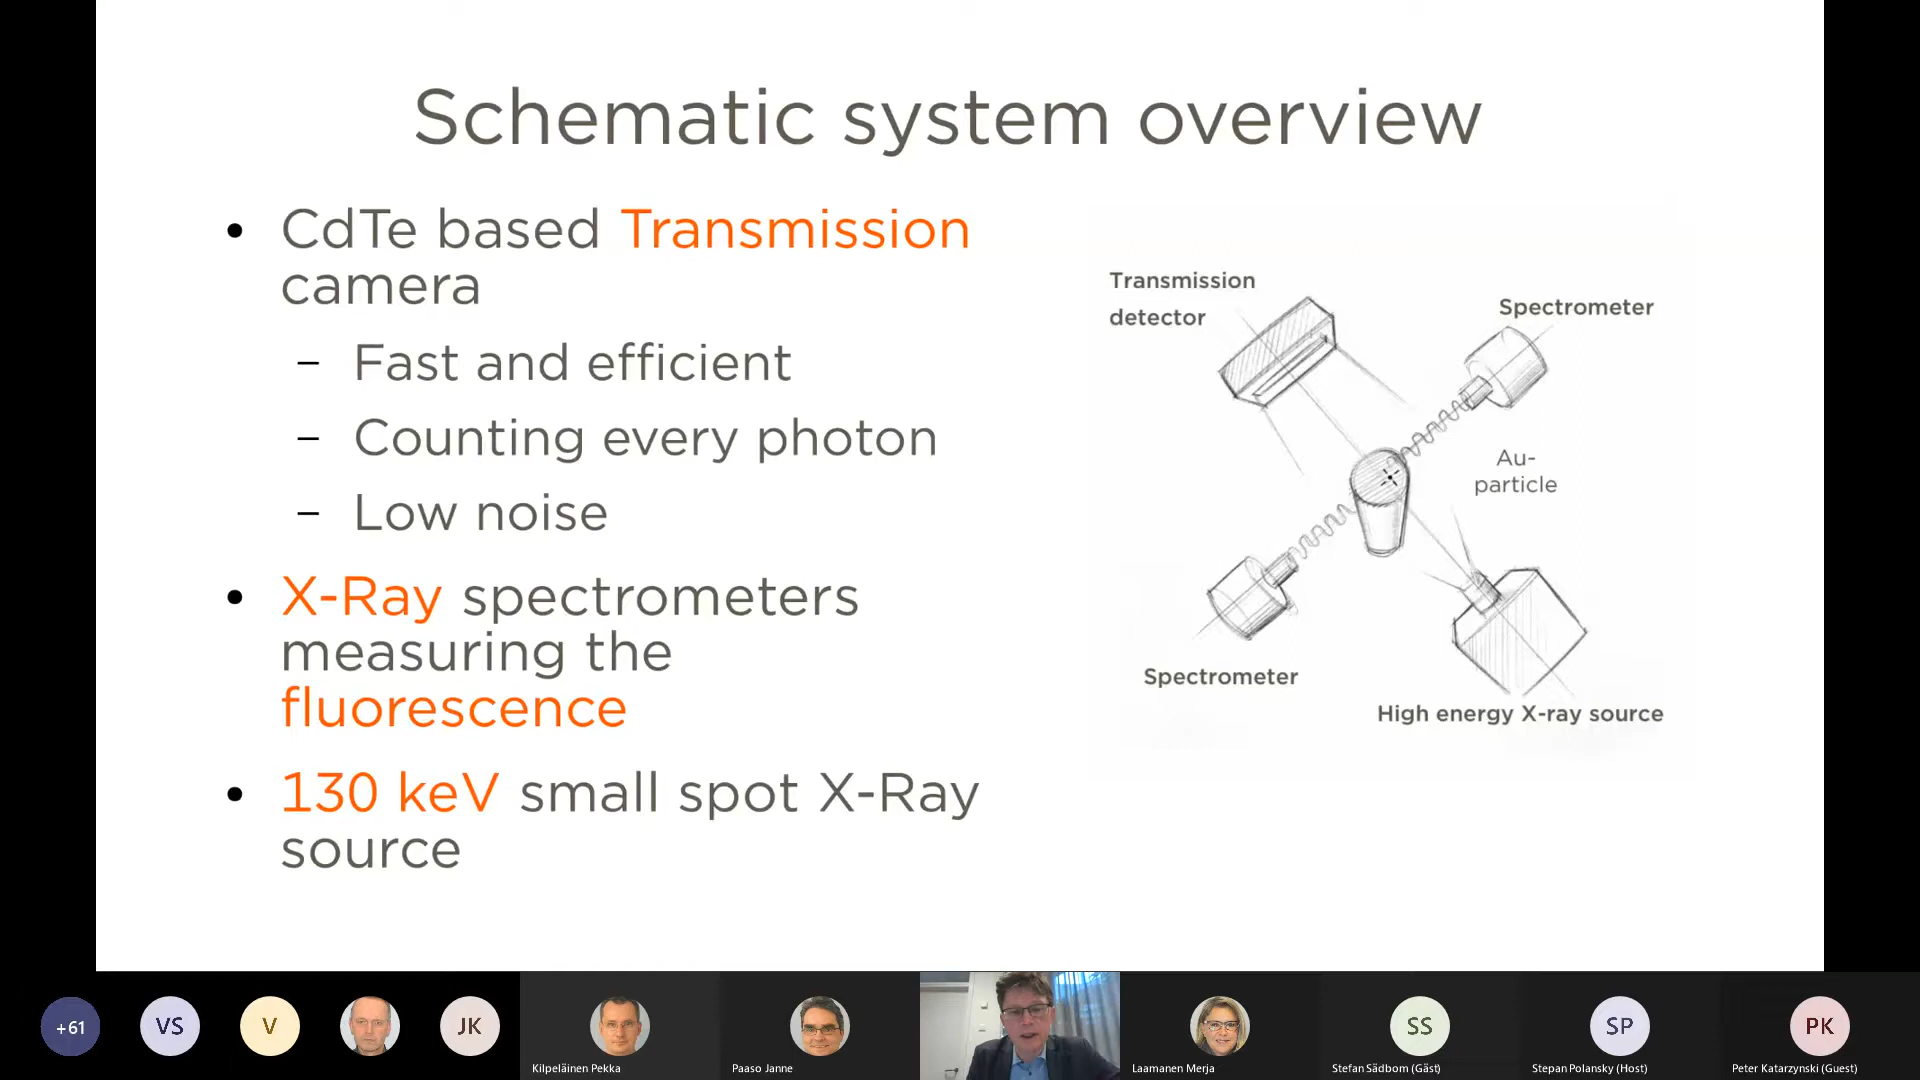 Schematic system overview
• CdTe based Transmission
camera
– Fast and efficient
– Counting every photon
– Low noise
• X-Ray spectrometers
measuring the
fluorescence
• 130 keV small spot X-Ray
source
Transmission
detector
Spectrometer
Au-
particle
Spectrometer
High energy X-ray source
+61
VS
V
JK
Kilpeläinen Pekka
Paaso Janne
Laamanen Merja
SS
Stefan Sädbom (Gäst)
SP
Stepan Polansky (Host)
PK
Peter Katarzynski (Guest)